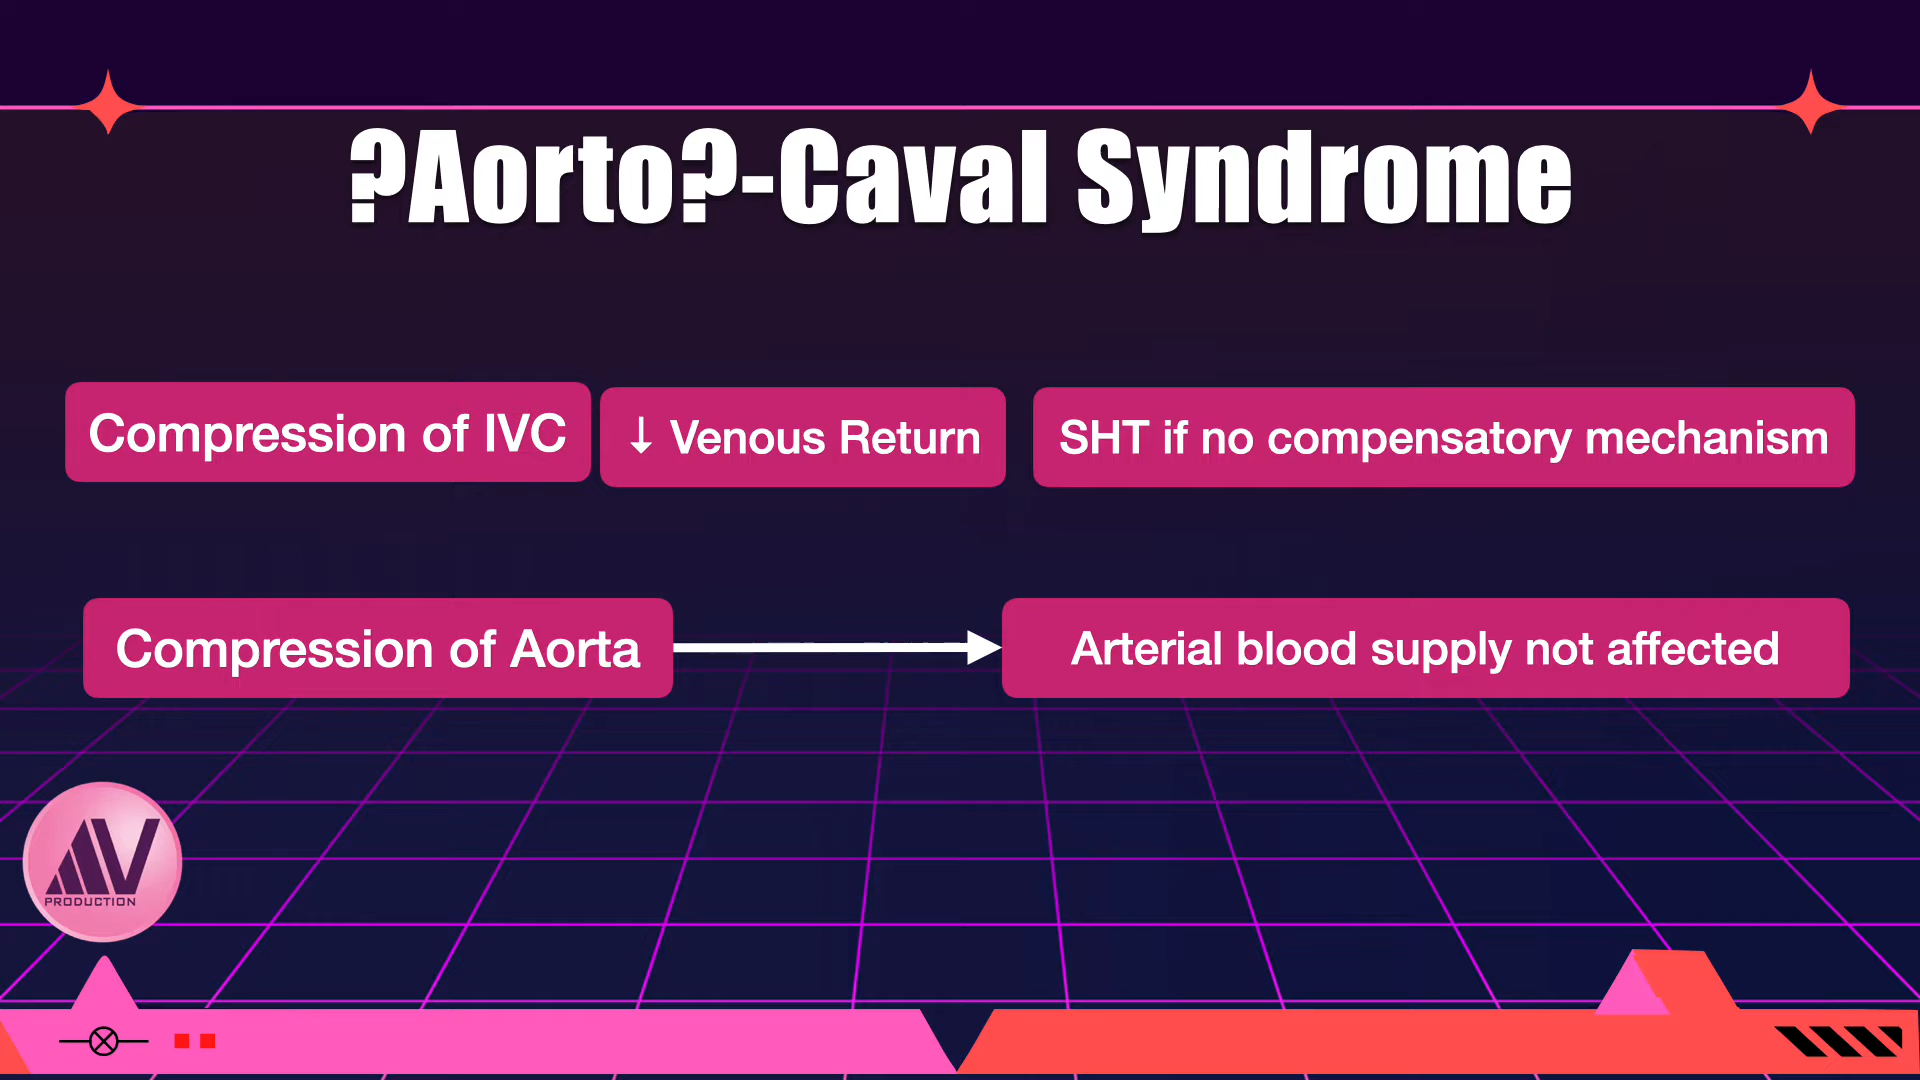 ?Aorto?-Caval Syndrome
Compression of IVC
↓ Venous Return
SHT if no compensatory mechanism
Compression of Aorta
Arterial blood supply not affected
AV
PRODUCTION